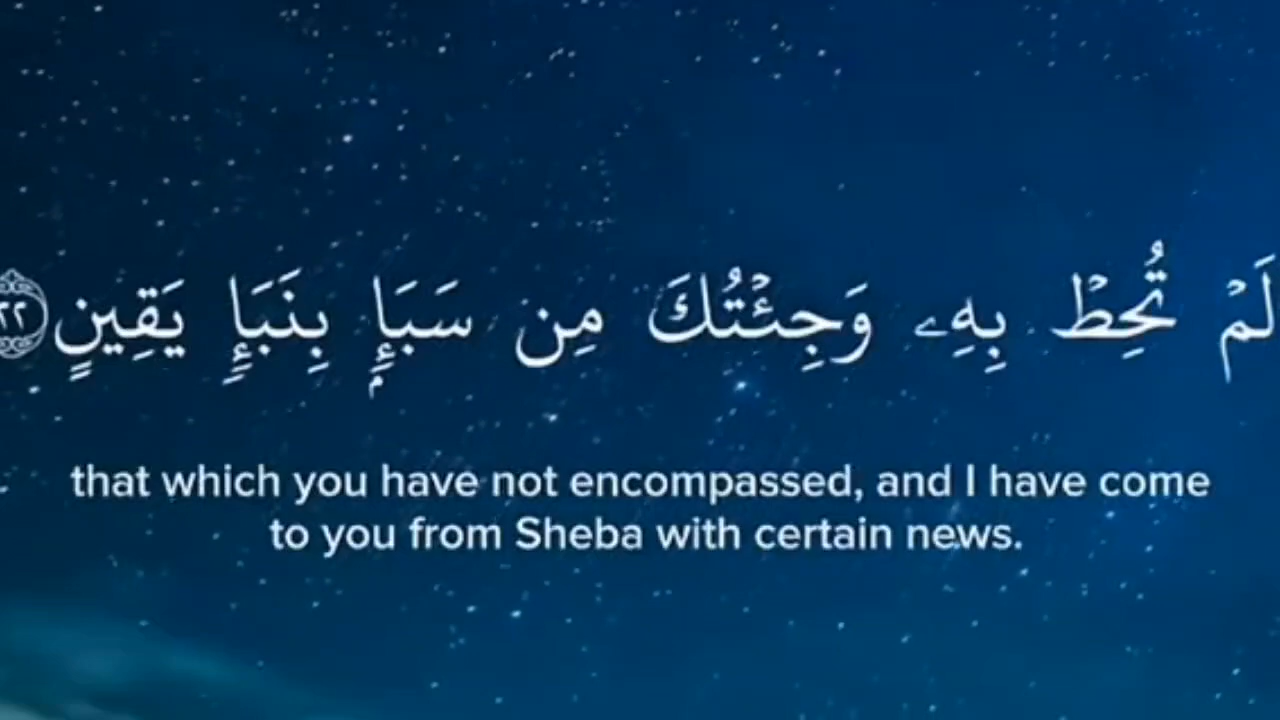 لَمْ تُحِطْ بِهِۦ وَجِئْتُكَ مِن سَبَإٍۭ بِنَبَإٍ يَقِينٍ ٢٢
that which you have not encompassed, and I have come
to you from Sheba with certain news.